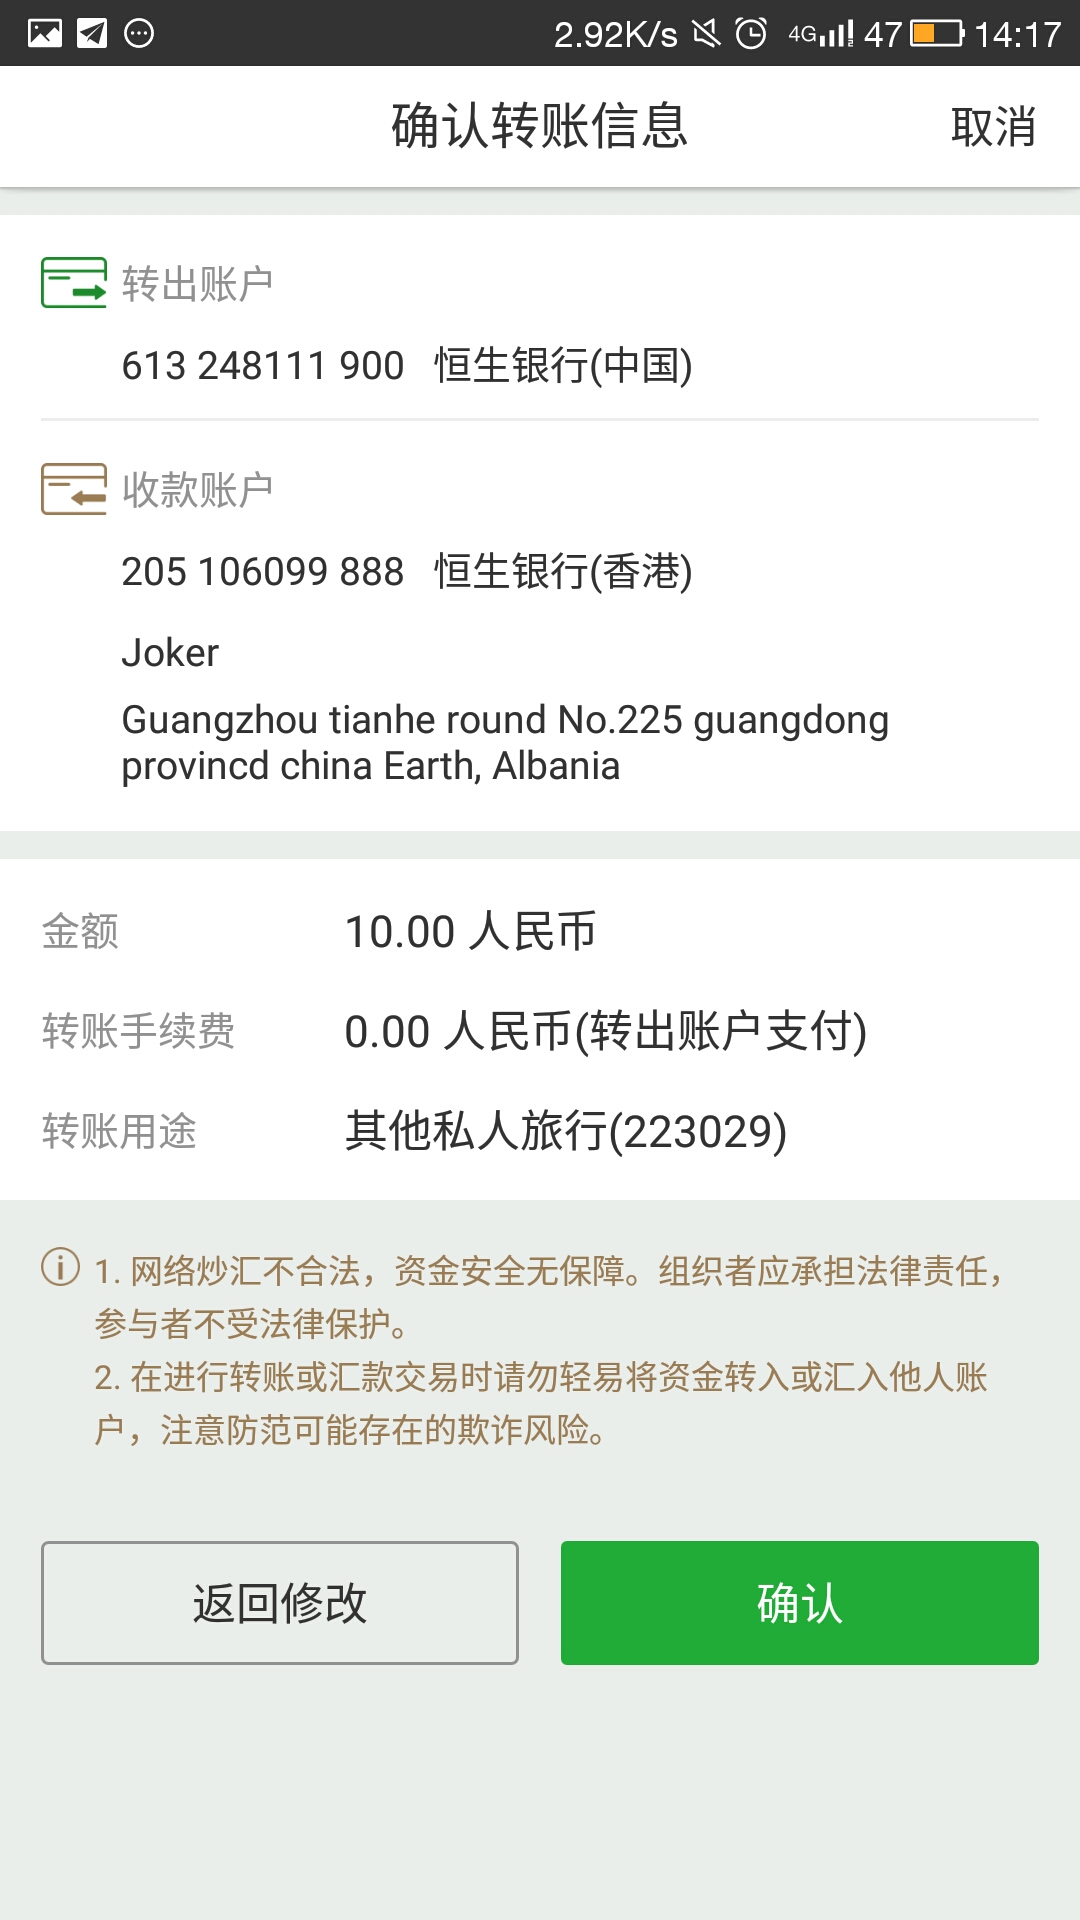 2.92K/s 4G 47 14:17
确认转账信息 取消
转出账户
613 248111 900 恒生银行(中国)
收款账户
205 106099 888 恒生银行(香港)
Joker
Guangzhou tianhe round No.225 guangdong
provincd china Earth, Albania
金额 10.00 人民币
转账手续费 0.00 人民币(转出账户支付)
转账用途 其他私人旅行(223029)
1. 网络炒汇不合法，资金安全无保障。组织者应承担法律责任，
参与者不受法律保护。
2. 在进行转账或汇款交易时请勿轻易将资金转入或汇入他人账
户，注意防范可能存在的欺诈风险。
返回修改 确认